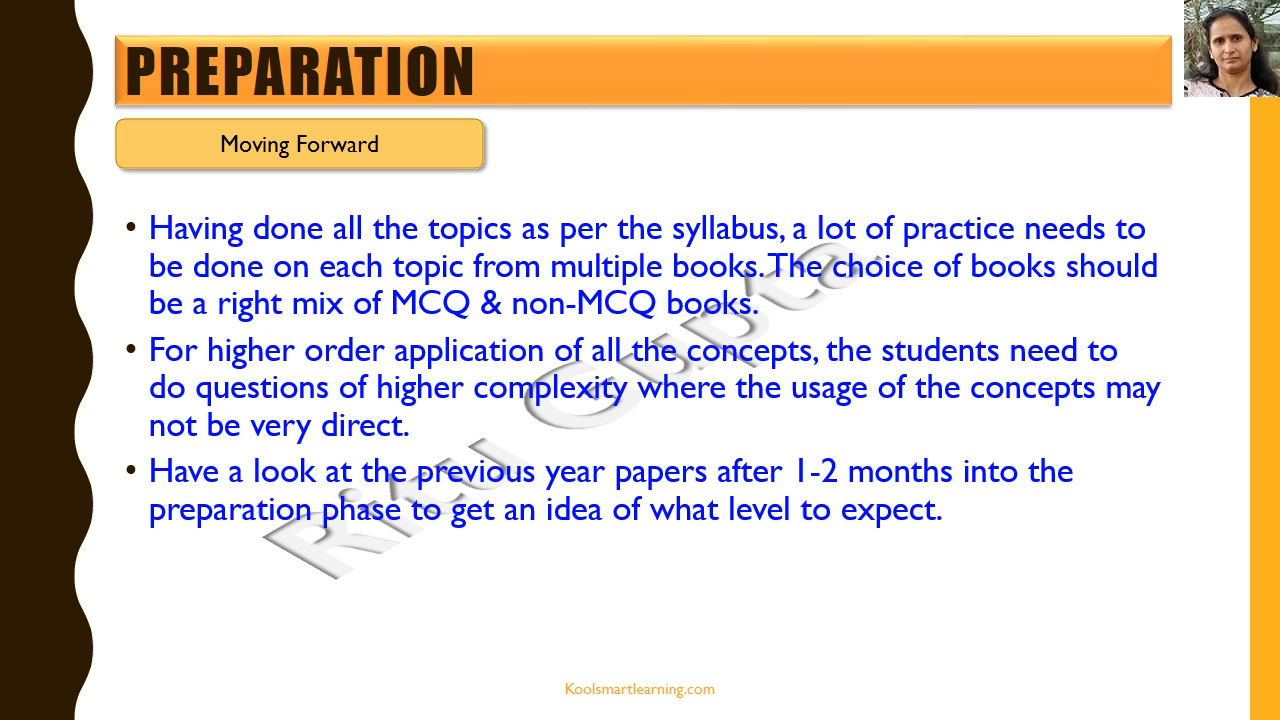 PREPARATION
Moving Forward
• Having done all the topics as per the syllabus, a lot of practice needs to
be done on each topic from multiple books. The choice of books should
be a right mix of MCQ & non-MCQ books.
• For higher order application of all the concepts, the students need to
do questions of higher complexity where the usage of the concepts may
not be very direct.
• Have a look at the previous year papers after 1-2 months into the
preparation phase to get an idea of what level to expect.
Ritu Gupta
Koolsmartlearning.com